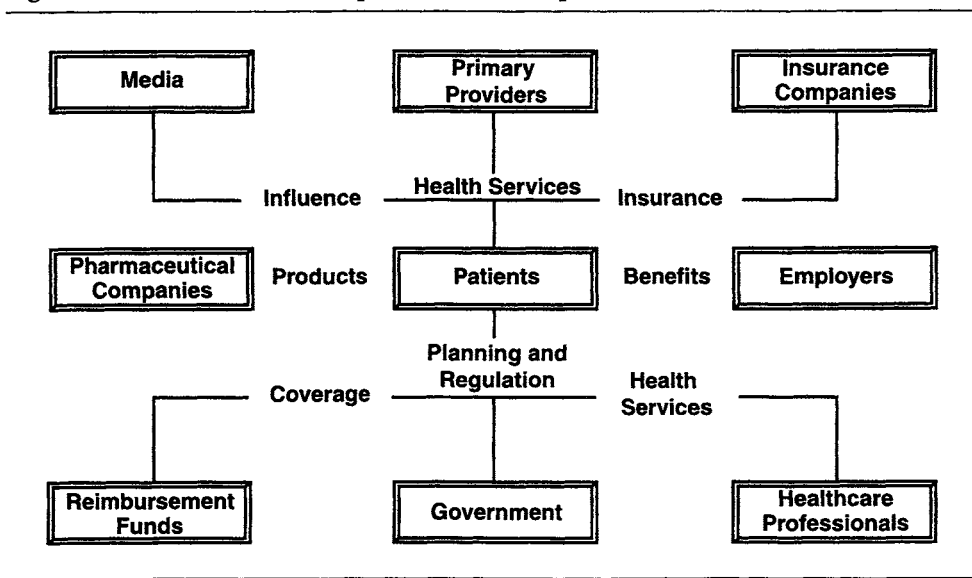 Media
Primary
Providers
Insurance
Companies
Influence
Health Services
Insurance
Pharmaceutical
Companies
Products
Patients
Benefits
Employers
Planning and
Regulation
Coverage
Health
Services
Reimbursement
Funds
Government
Healthcare
Professionals